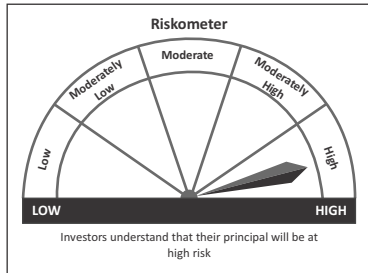 Riskometer
Moderate
Moderately
Low
Moderately
High
Low
High
LOW
HIGH
Investors understand that their principal will be at
high risk